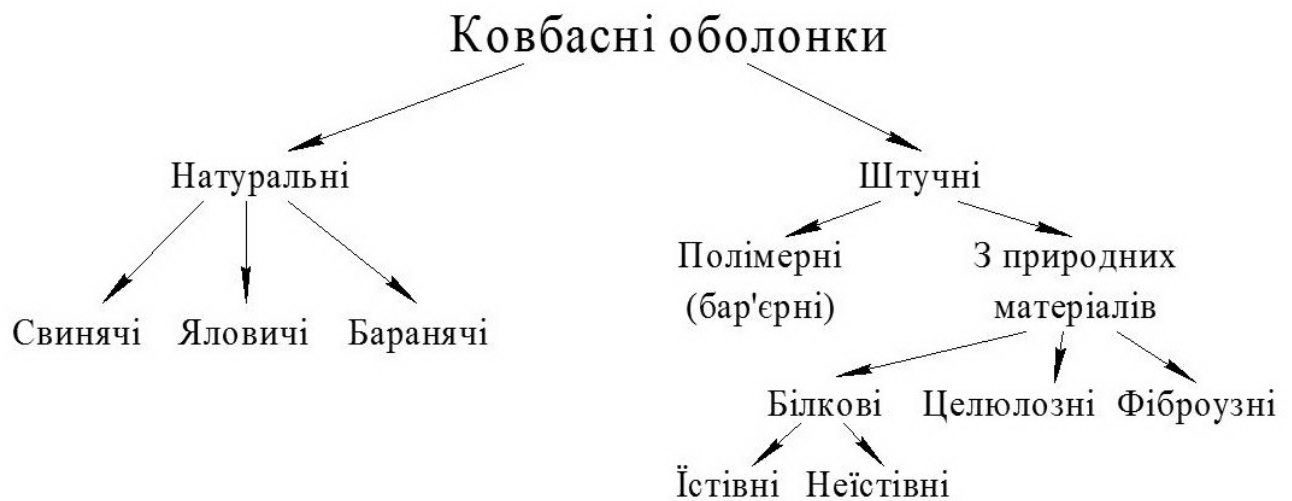 Ковбасні оболонки
Натуральні
Штучні
Свинячі Яловичі Баранячі
Полімерні
(бар'єрні)
З природних
матеріалів
Білкові Целюлозні Фіброузні
Їстівні Неїстівні